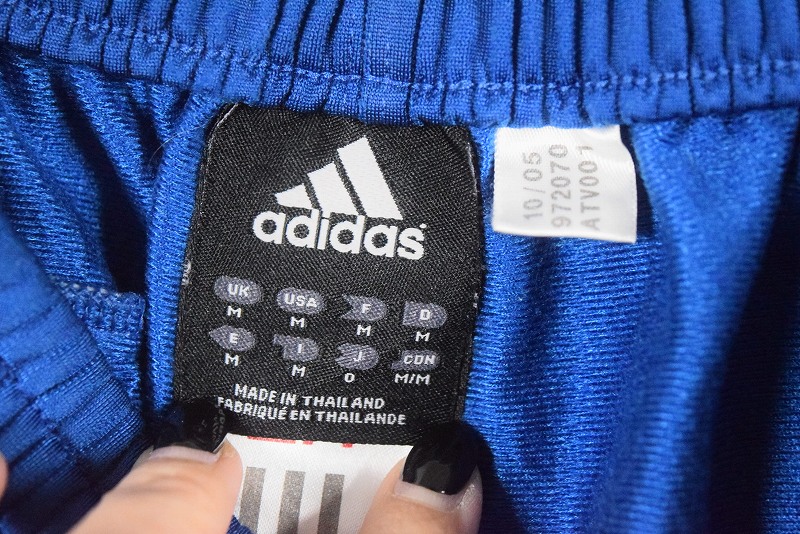 adidas
UK USA F D
M M M M
E I J CDN
M M O M/M
MADE IN THAILAND
FABRIQUÉ EN THAILANDE
10/05
972070
ATV001